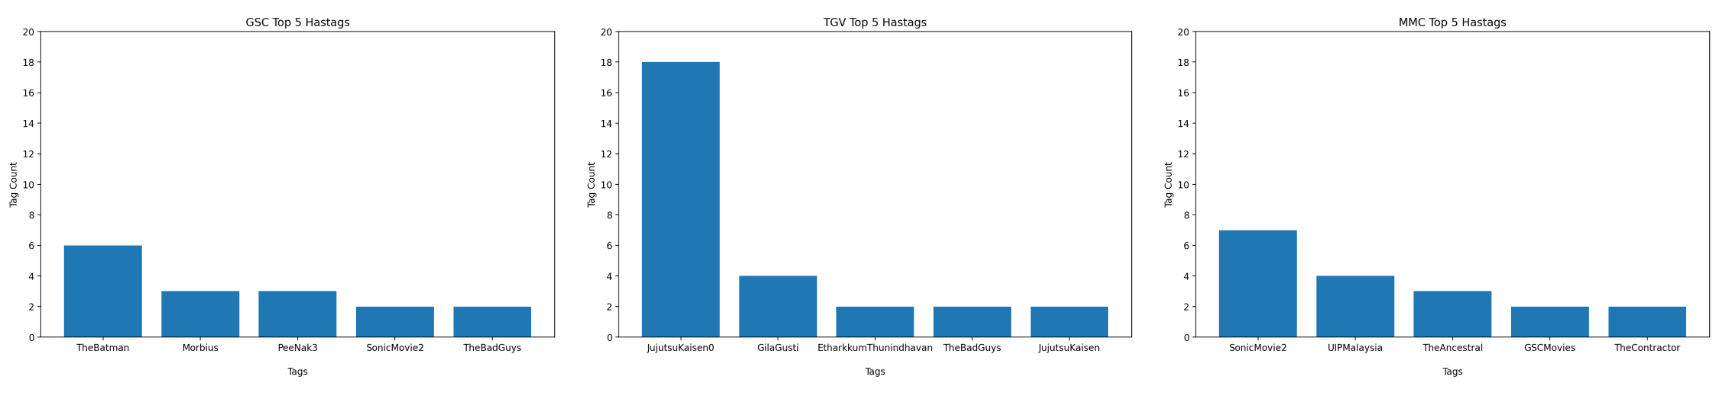 GSC Top 5 Hastags
20
18
16
14
12
10
8
6
4
2
0
Tag Count
TheBatman Morbius PeeNak3 SonicMovie2 TheBadGuys
Tags
TGV Top 5 Hastags
20
18
16
14
12
10
8
6
4
2
0
Tag Count
JujutsuKaisen0 GilaGusti EtharkkumThunindhavan TheBadGuys JujutsuKaisen
Tags
MMC Top 5 Hastags
20
18
16
14
12
10
8
6
4
2
0
Tag Count
SonicMovie2 UIPMalaysia TheAncestral GSCMovies TheContractor
Tags